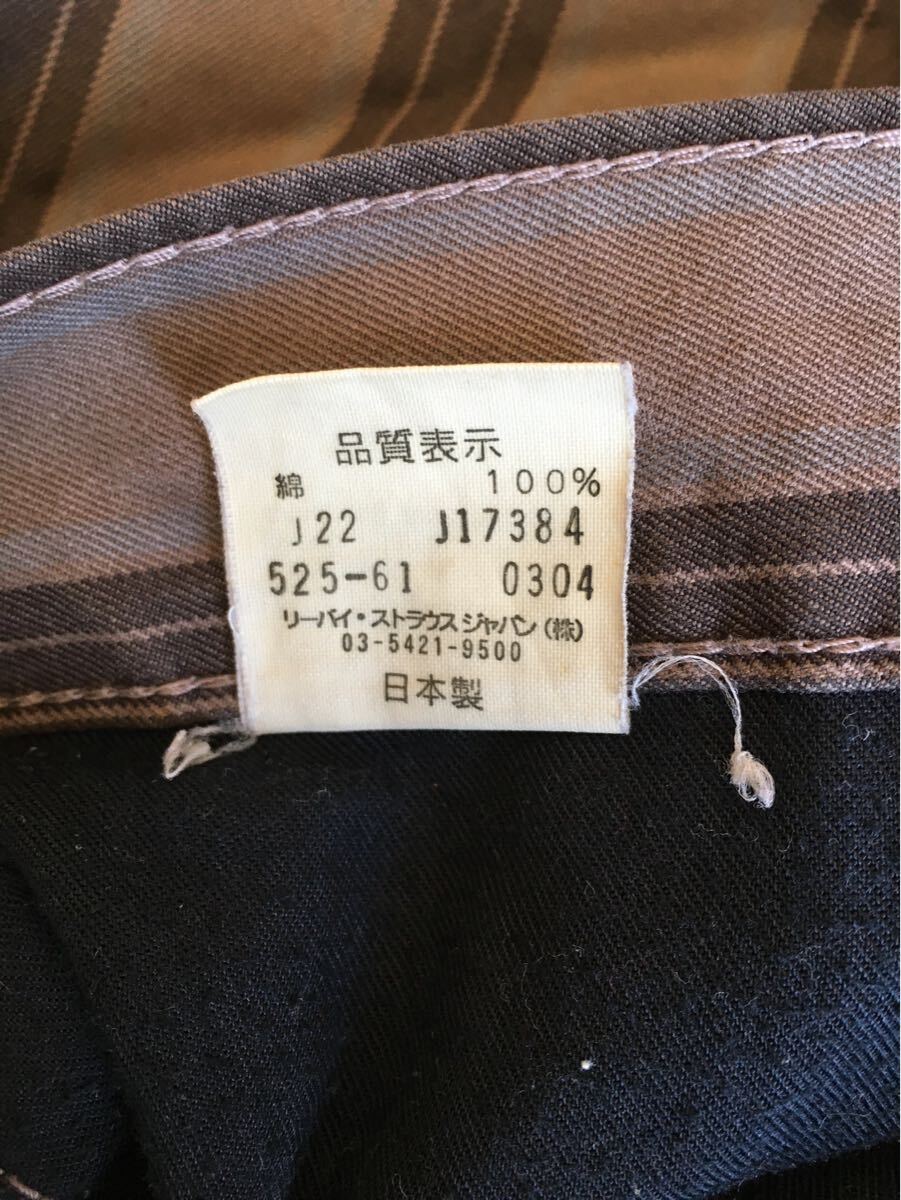 品質表示
綿 100%
J22 J17384
525-61 0304
リーバイ・ストラウスジャパン(株)
03-5421-9500
日本製